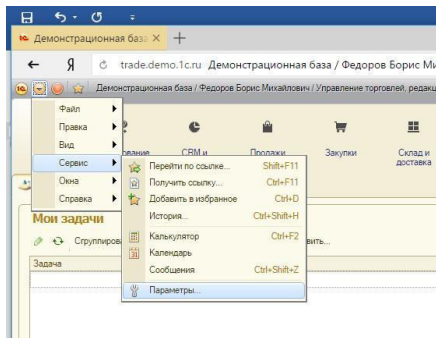 Демонстрационная база
Я trade.demo.1c.ru Демонстрационная база / Федоров Борис Ми
Демонстрационная база / Федоров Борис Михайлович / Управление торговлей, редакц
Файл
Правка
Вид
Сервис
Окна
Справка
CRM и
Продажи
Закупки
Склад и
доставка
Перейти по ссылке... Shift+F11
Получить ссылку... Ctrl+F11
Добавить в избранное Ctrl+D
История... Ctrl+Shift+H
Калькулятор Ctrl+F2
Календарь
Сообщения Ctrl+Shift+Z
Параметры...
Мои задачи
Сгруппиров
вить...
Задача